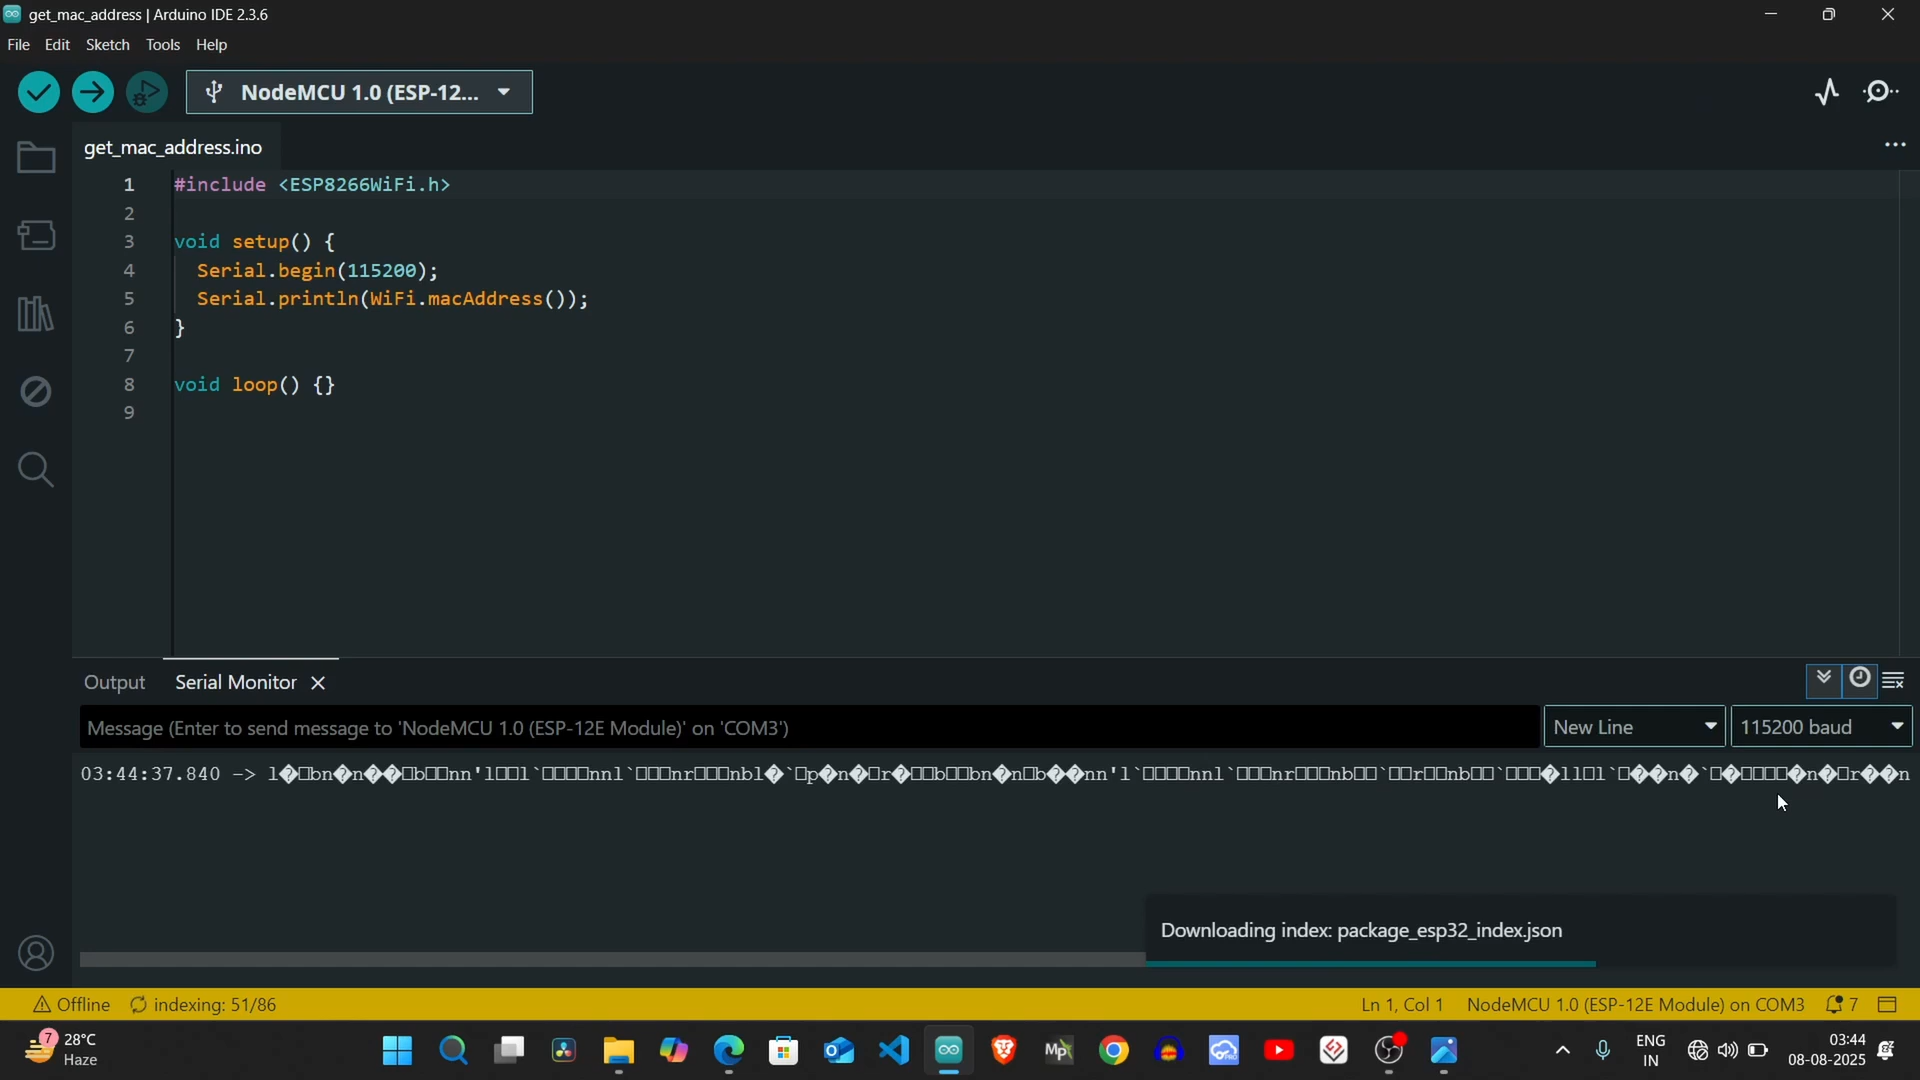 get_mac_address | Arduino IDE 2.3.6
File Edit Sketch Tools Help
NodeMCU 1.0 (ESP-12...
get_mac_address.ino
1 #include <ESP8266WiFi.h>
2
3 void setup() {
4 Serial.begin(115200);
5 Serial.println(WiFi.macAddress());
6 }
7
8 void loop() {}
9
Output Serial Monitor
Message (Enter to send message to 'NodeMCU 1.0 (ESP-12E Module)' on 'COM3')
New Line 115200 baud
03:44:37.840 ->
Downloading index: package_esp32_index.json
Offline indexing: 51/86 Ln 1, Col 1 NodeMCU 1.0 (ESP-12E Module) on COM3 7
7 28°C
Haze
Mp
PRO
ENG
IN
03:44
08-08-2025